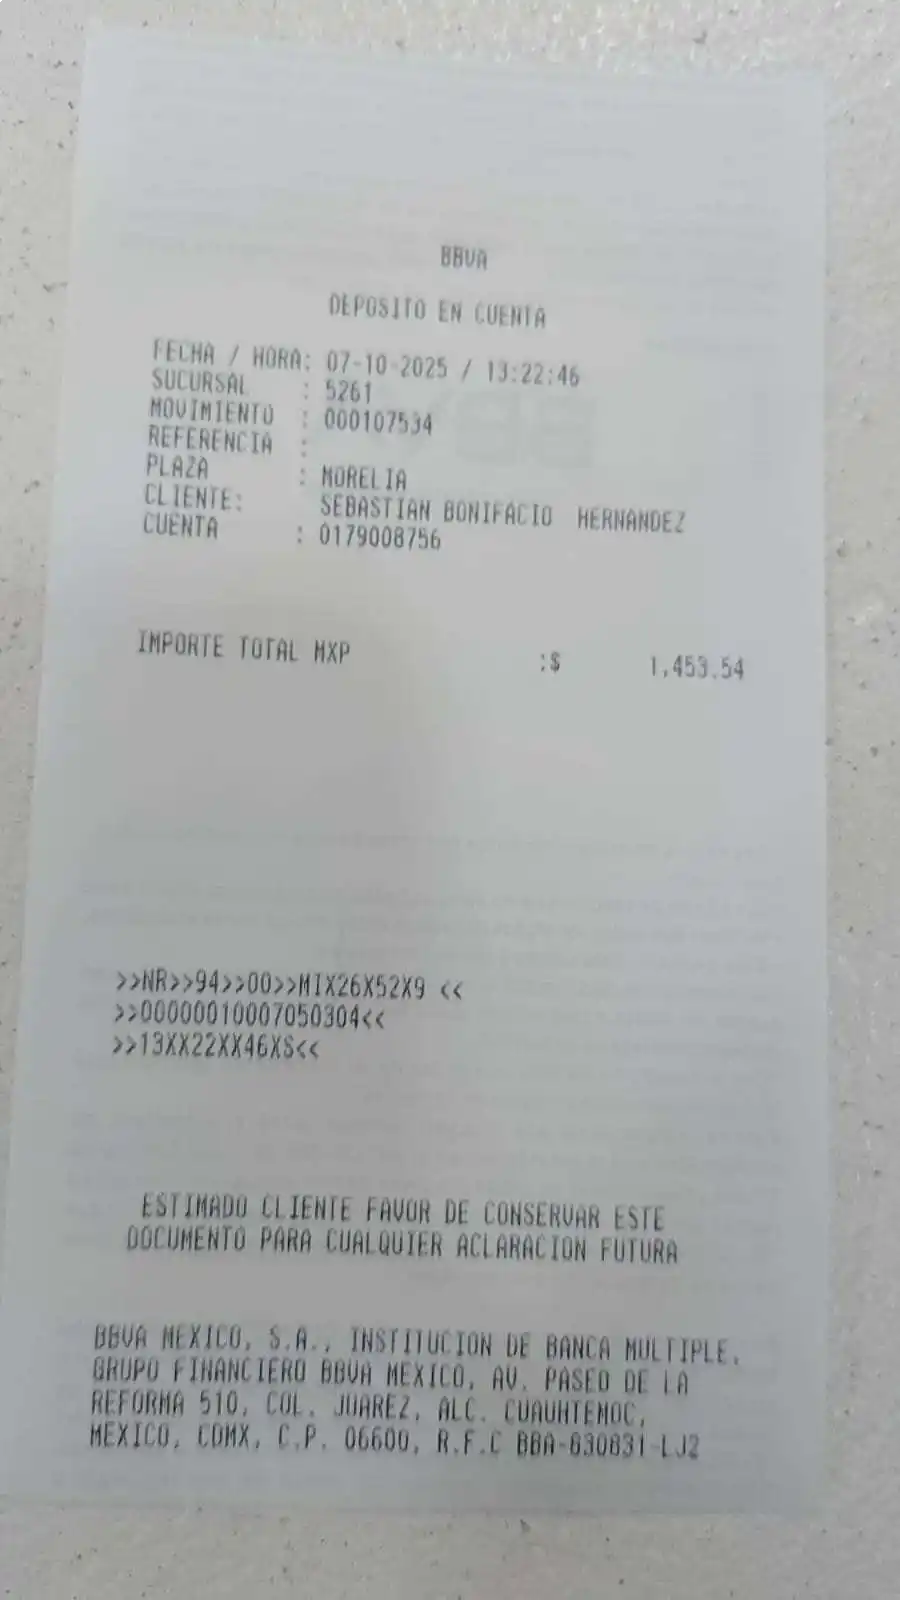 BBVA
DEPOSITO EN CUENTA
FECHA / HORA: 07-10-2025 / 13:22:46
SUCURSAL : 5261
MOVIMIENTO : 000107534
REFERENCIA :
PLAZA : MORELIA
CLIENTE: SEBASTIAN BONIFACIO HERNANDEZ
CUENTA : 0179008756
IMPORTE TOTAL MXP :$ 1,453.54
>>NR>>94>>00>>MIX26X52X9 <<
>>00000010007050304<<
>>13XX22XX46XS<<
ESTIMADO CLIENTE FAVOR DE CONSERVAR ESTE
DOCUMENTO PARA CUALQUIER ACLARACION FUTURA
BBVA MEXICO, S.A., INSTITUCION DE BANCA MULTIPLE,
GRUPO FINANCIERO BBVA MEXICO, AV. PASEO DE LA
REFORMA 510, COL. JUAREZ, ALC. CUAUHTEMOC,
MEXICO, CDMX, C.P. 06600, R.F.C BBA-830831-LJ2